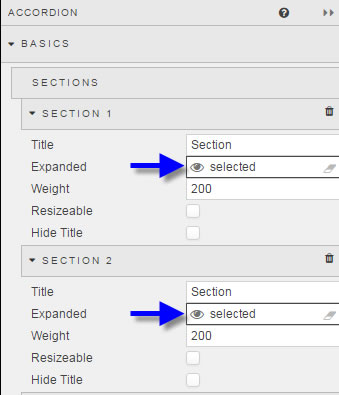 ACCORDION
BASICS
SECTIONS
SECTION 1
Title Section
Expanded selected
Weight 200
Resizeable
Hide Title
SECTION 2
Title Section
Expanded selected
Weight 200
Resizeable
Hide Title